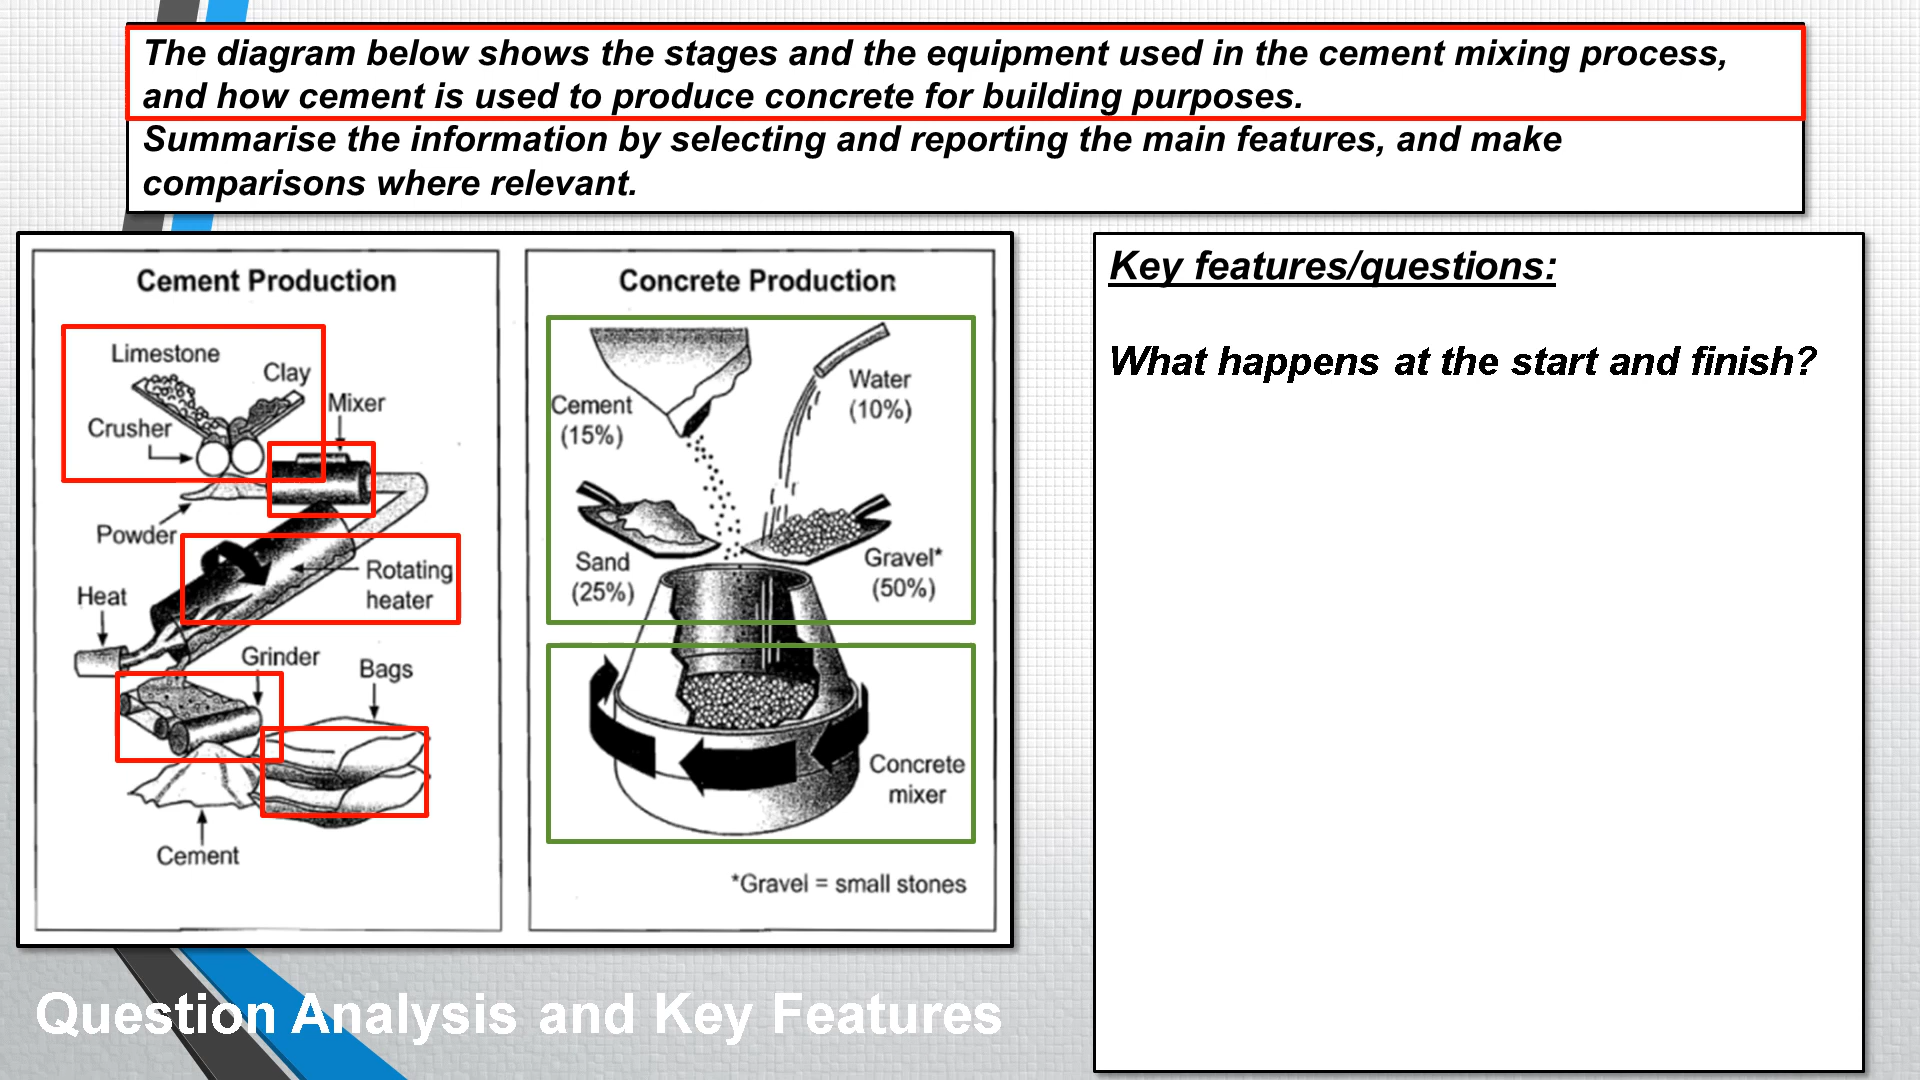 The diagram below shows the stages and the equipment used in the cement mixing process,
and how cement is used to produce concrete for building purposes.
Summarise the information by selecting and reporting the main features, and make
comparisons where relevant.
Cement Production
Limestone
Clay
Crusher
Mixer
Powder
Rotating
heater
Heat
Grinder
Bags
Cement
Concrete Production
Water
(10%)
Cement
(15%)
Sand
(25%)
Gravel*
(50%)
Concrete
mixer
*Gravel = small stones
Key features/questions:
What happens at the start and finish?
Question Analysis and Key Features